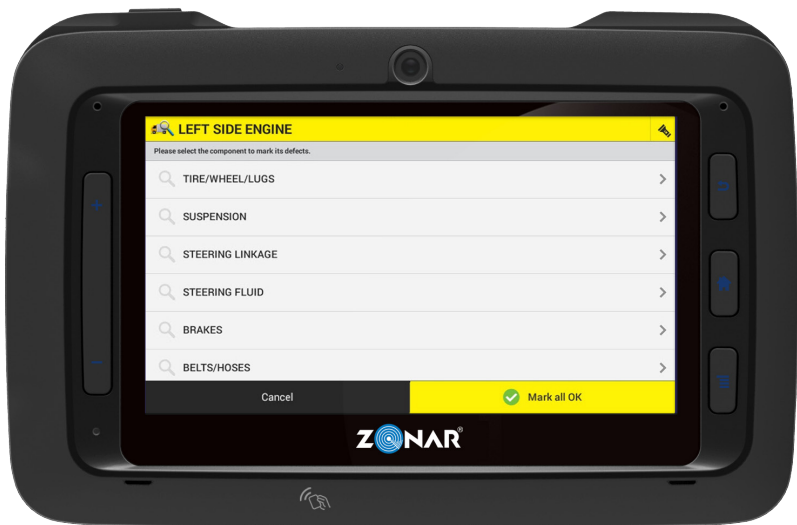 LEFT SIDE ENGINE
Please select the component to mark its defects.
TIRE/WHEEL/LUGS
SUSPENSION
STEERING LINKAGE
STEERING FLUID
BRAKES
BELTS/HOSES
Cancel
Mark all OK
ZONAR®